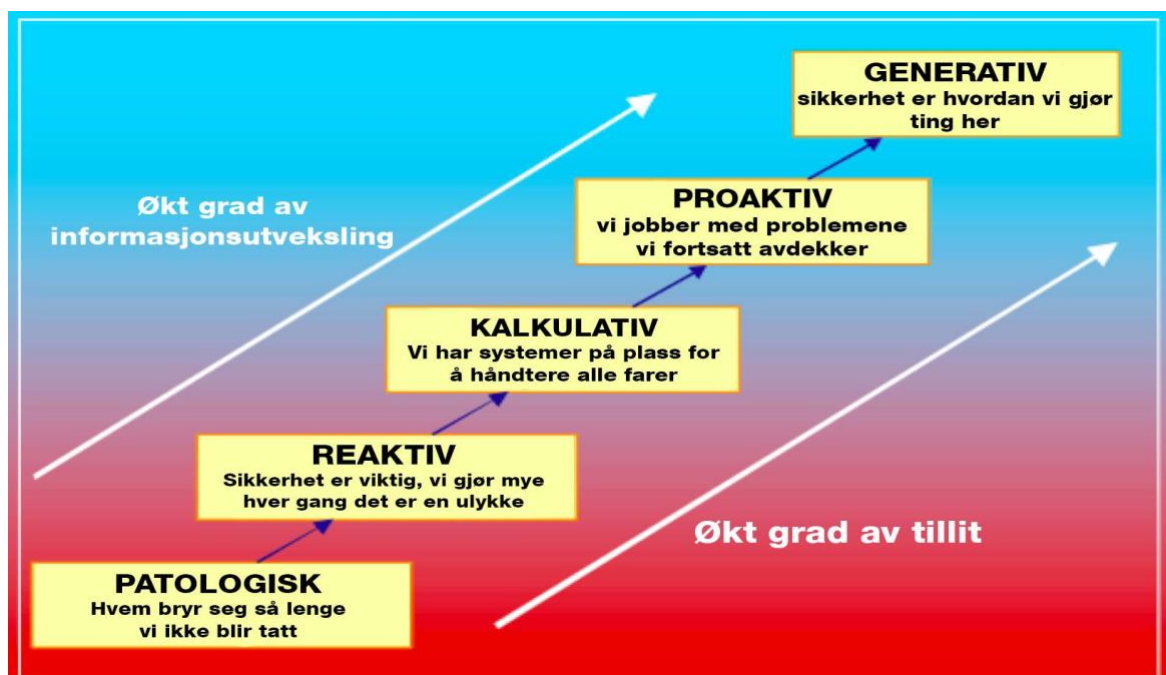 GENERATIV
sikkerhet er hvordan vi gjør
ting her
PROAKTIV
vi jobber med problemene
vi fortsatt avdekker
Økt grad av
informasjonsutveksling
KALKULATIV
Vi har systemer på plass for
å håndtere alle farer
REAKTIV
Sikkerhet er viktig, vi gjør mye
hver gang det er en ulykke
Økt grad av tillit
PATOLOGISK
Hvem bryr seg så lenge
vi ikke blir tatt